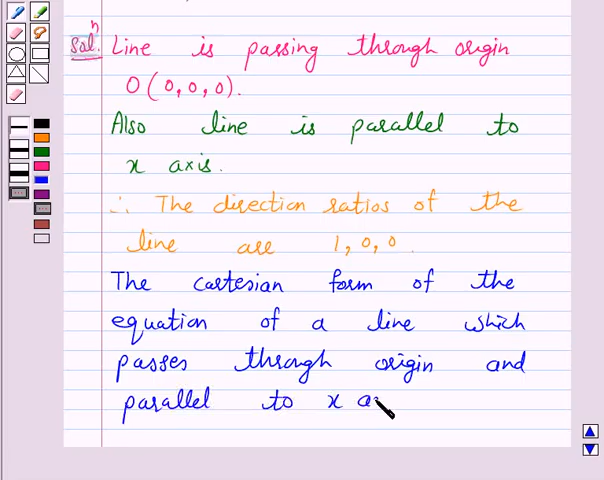 Solⁿ. Line is passing through origin
O (0,0,0).
Also line is parallel to
x axis.
∴ The direction ratios of the
line are 1, 0, 0.
The cartesian form of the
equation of a line which
passes through origin and
parallel to x a